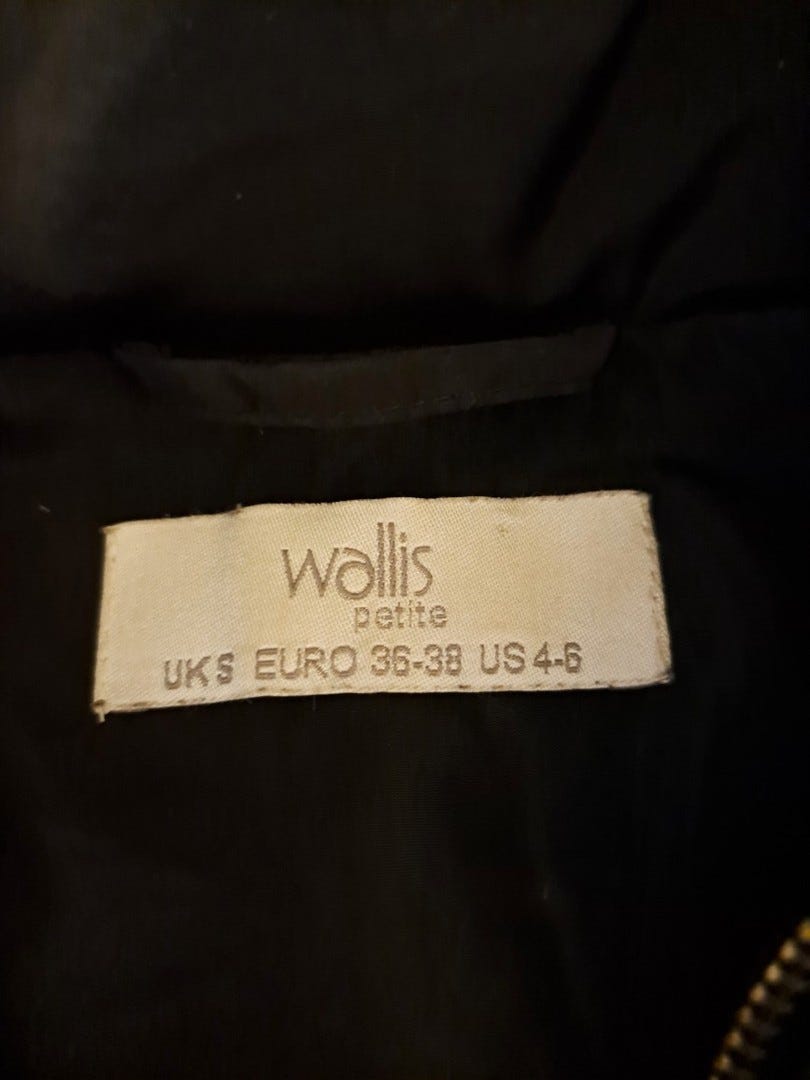 wallis
petite
UK S EURO 36-38 US 4-6